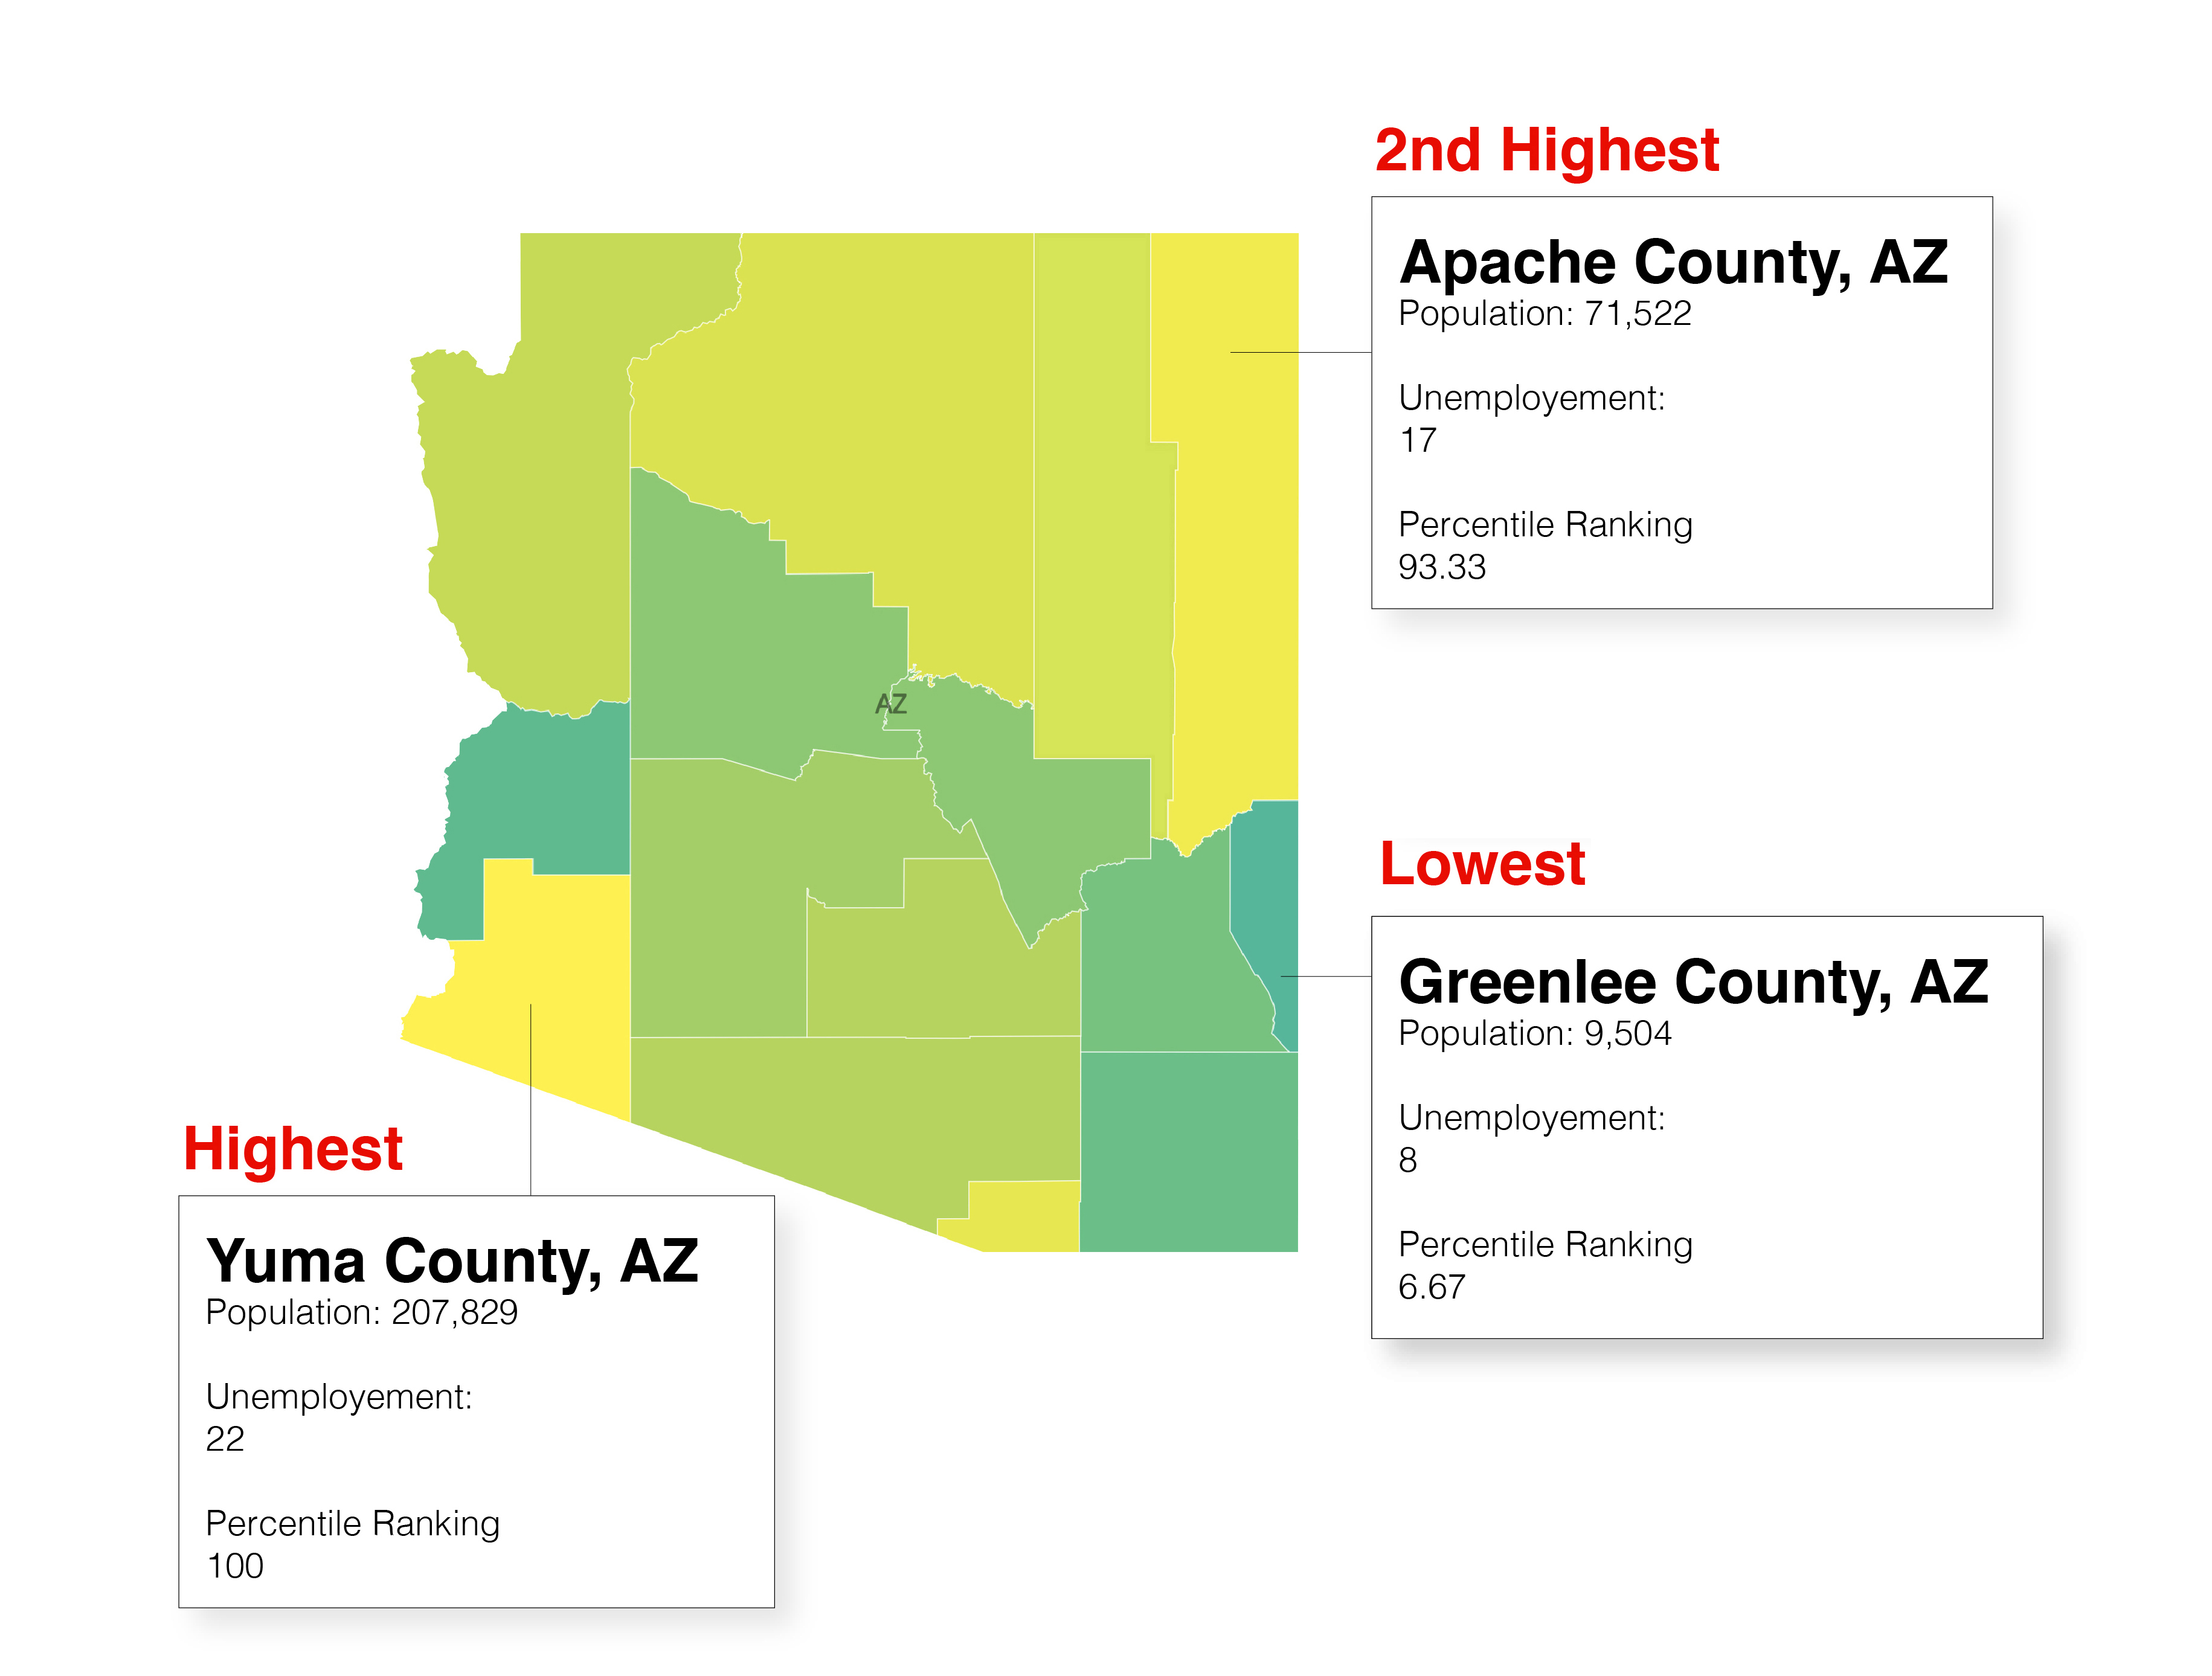 2nd Highest
Apache County, AZ
Population: 71,522
Unemployement:
17
Percentile Ranking
93.33
AZ
Lowest
Greenlee County, AZ
Population: 9,504
Unemployement:
8
Percentile Ranking
6.67
Highest
Yuma County, AZ
Population: 207,829
Unemployement:
22
Percentile Ranking
100